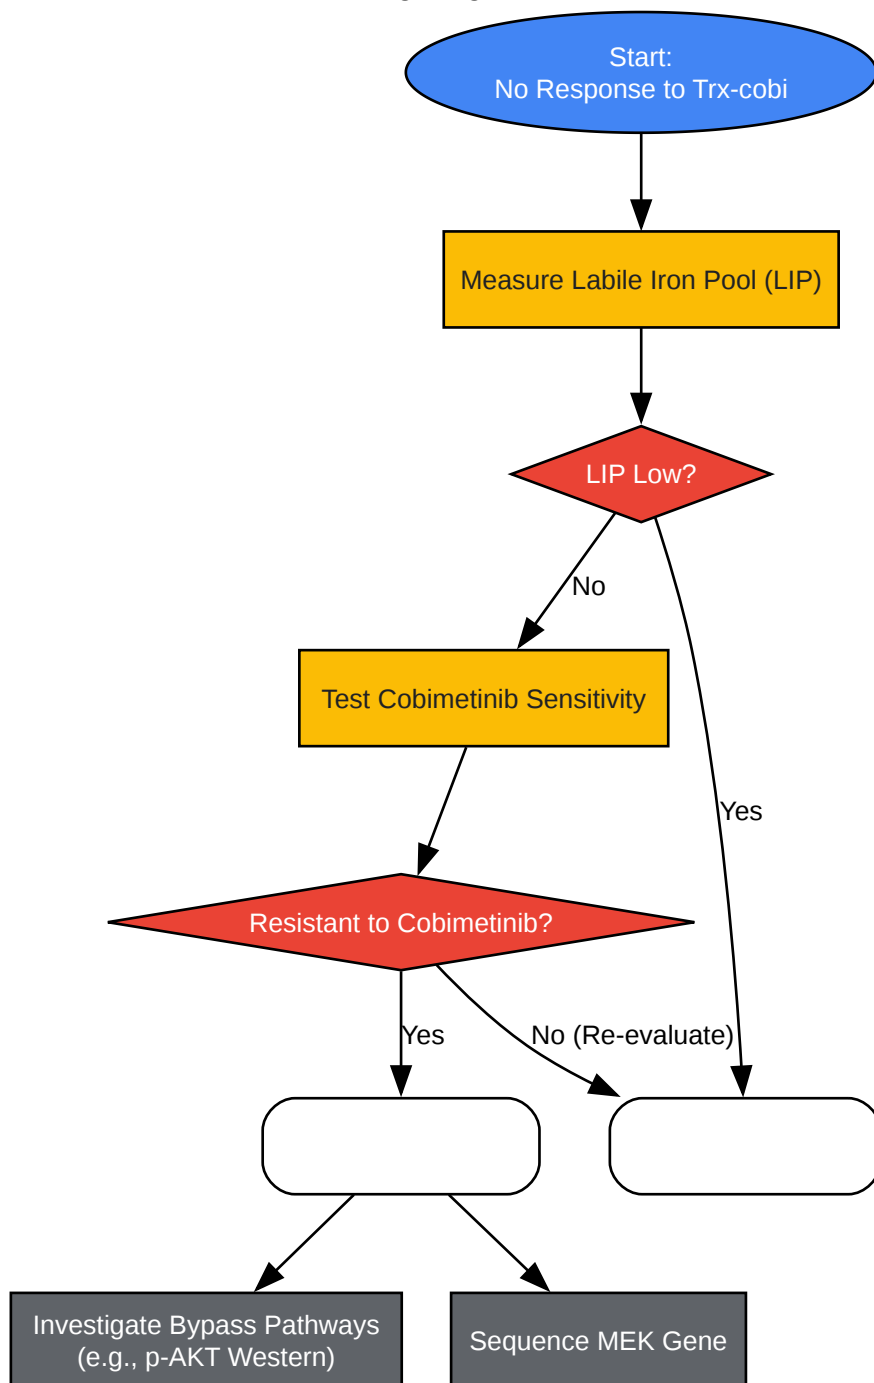 Start:
No Response to Trx-cobi
Measure Labile Iron Pool (LIP)
LIP Low?
No
Test Cobimetinib Sensitivity
Yes
Resistant to Cobimetinib?
Yes
No (Re-evaluate)
Investigate Bypass Pathways
(e.g., p-AKT Western)
Sequence MEK Gene